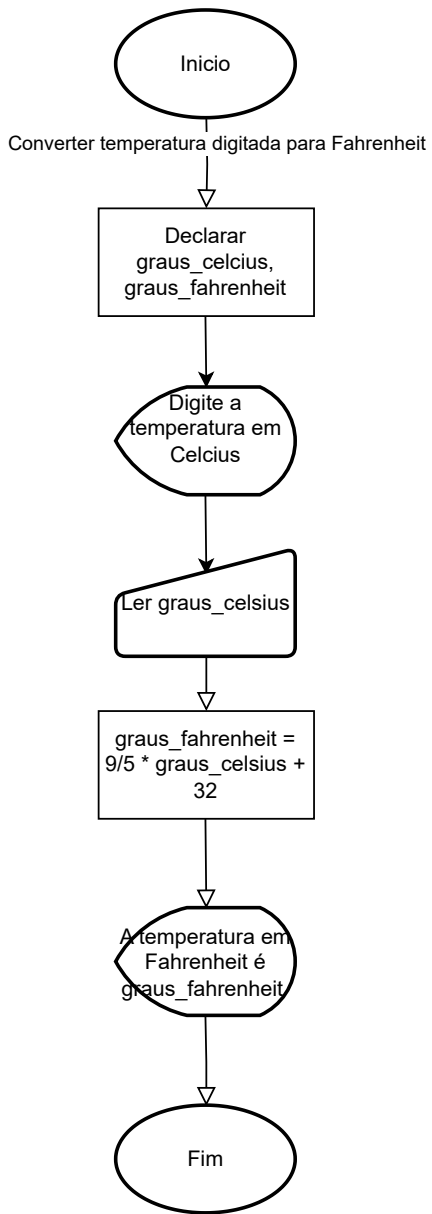 Inicio
Converter temperatura digitada para Fahrenheit
Declarar
graus_celcius,
graus_fahrenheit
Digite a
temperatura em
Celcius
Ler graus_celsius
graus_fahrenheit =
9/5 * graus_celsius +
32
A temperatura em
Fahrenheit é
graus_fahrenheit.
Fim